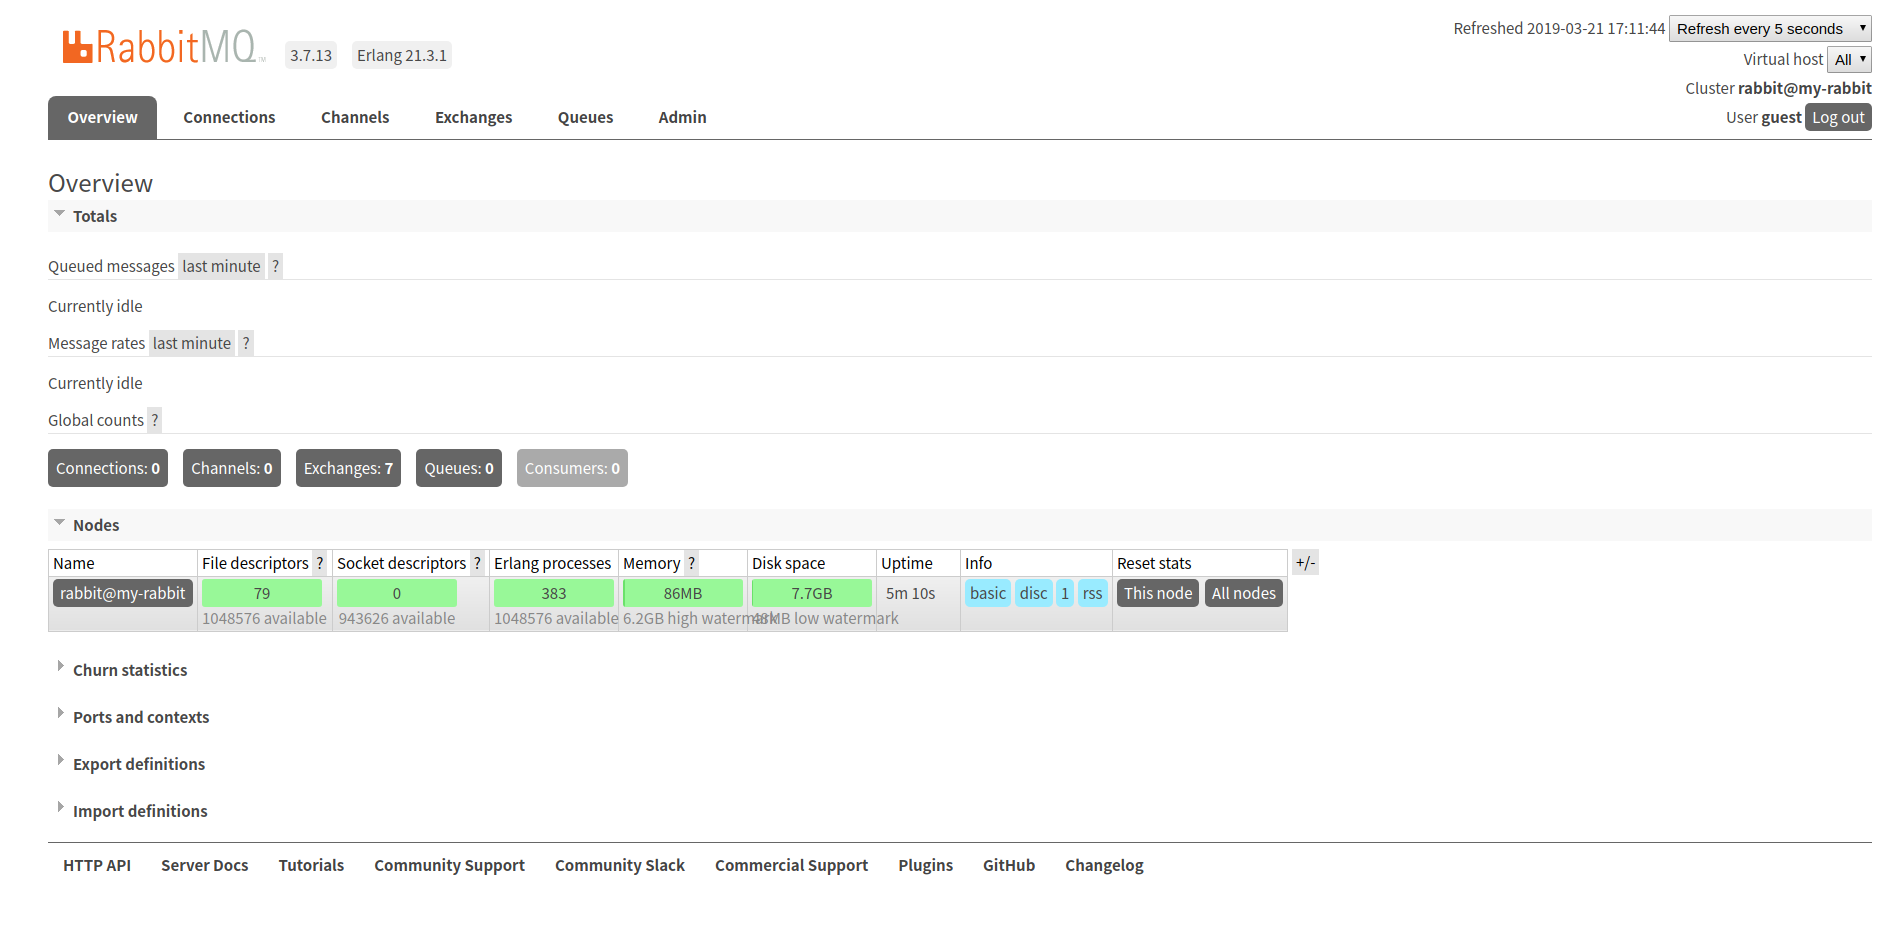 RabbitMQ TM 3.7.13 Erlang 21.3.1
Refreshed 2019-03-21 17:11:44 Refresh every 5 seconds
Virtual host All
Cluster rabbit@my-rabbit
User guest Log out
Overview Connections Channels Exchanges Queues Admin
Overview
Totals
Queued messages last minute ?
Currently idle
Message rates last minute ?
Currently idle
Global counts ?
Connections: 0 Channels: 0 Exchanges: 7 Queues: 0 Consumers: 0
Nodes
Name File descriptors ? Socket descriptors ? Erlang processes Memory ? Disk space Uptime Info Reset stats +/-
rabbit@my-rabbit 79 0 383 86MB 7.7GB 5m 10s basic disc 1 rss This node All nodes
1048576 available 943626 available 1048576 available 6.2GB high watermark 48MB low watermark
Churn statistics
Ports and contexts
Export definitions
Import definitions
HTTP API Server Docs Tutorials Community Support Community Slack Commercial Support Plugins GitHub Changelog